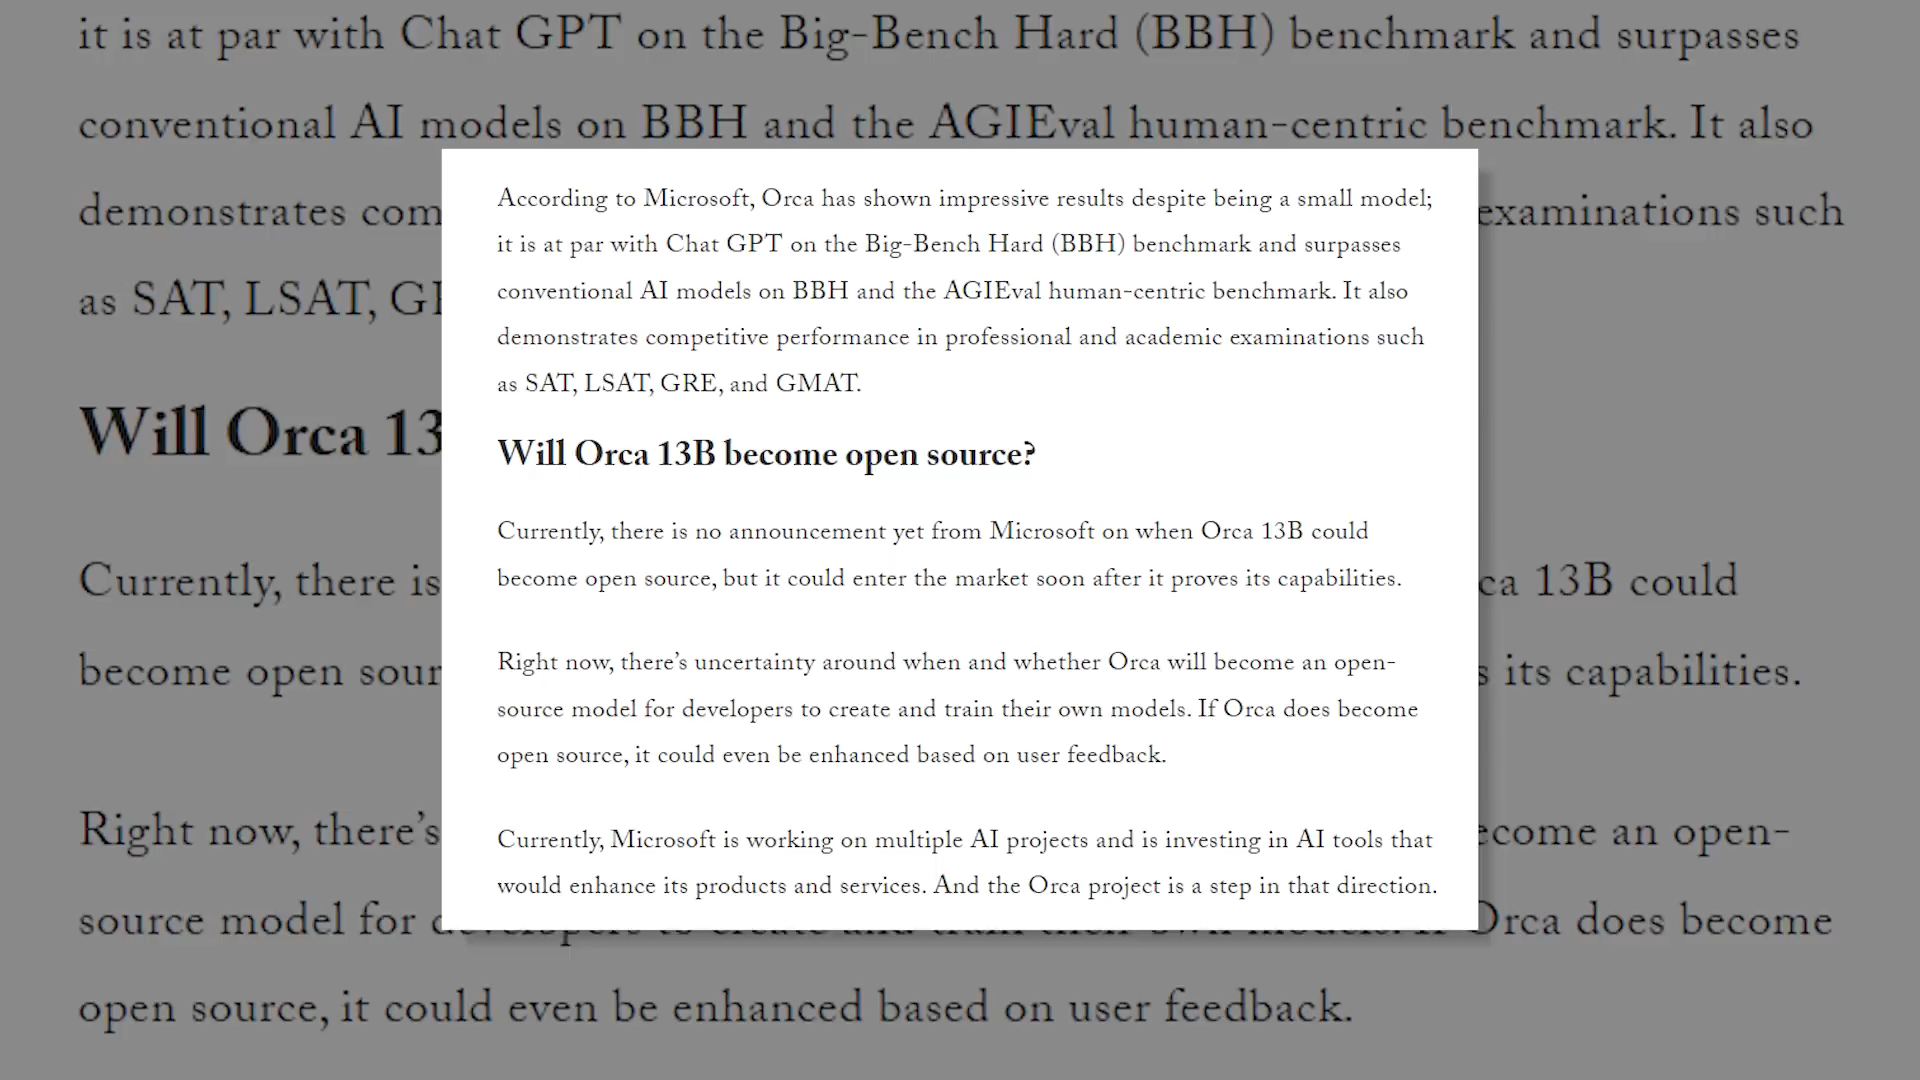 it is at par with Chat GPT on the Big-Bench Hard (BBH) benchmark and surpasses
conventional AI models on BBH and the AGIEval human-centric benchmark. It also
demonstrates com
examinations such
as SAT, LSAT, G
Will Orca 13
Currently, there is
ca 13B could
become open sour
s its capabilities.
Right now, there's
ecome an open-
source model for developers to create and train their own models. If Orca does become
open source, it could even be enhanced based on user feedback.
According to Microsoft, Orca has shown impressive results despite being a small model;
it is at par with Chat GPT on the Big-Bench Hard (BBH) benchmark and surpasses
conventional AI models on BBH and the AGIEval human-centric benchmark. It also
demonstrates competitive performance in professional and academic examinations such
as SAT, LSAT, GRE, and GMAT.
Will Orca 13B become open source?
Currently, there is no announcement yet from Microsoft on when Orca 13B could
become open source, but it could enter the market soon after it proves its capabilities.
Right now, there's uncertainty around when and whether Orca will become an open-
source model for developers to create and train their own models. If Orca does become
open source, it could even be enhanced based on user feedback.
Currently, Microsoft is working on multiple AI projects and is investing in AI tools that
would enhance its products and services. And the Orca project is a step in that direction.